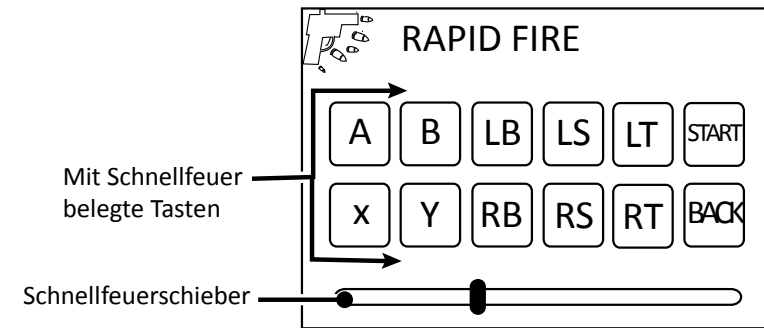 RAPID FIRE
A B LB LS LT START
Mit Schnellfeuer
belegte Tasten
x Y RB RS RT BACK
Schnellfeuerschieber